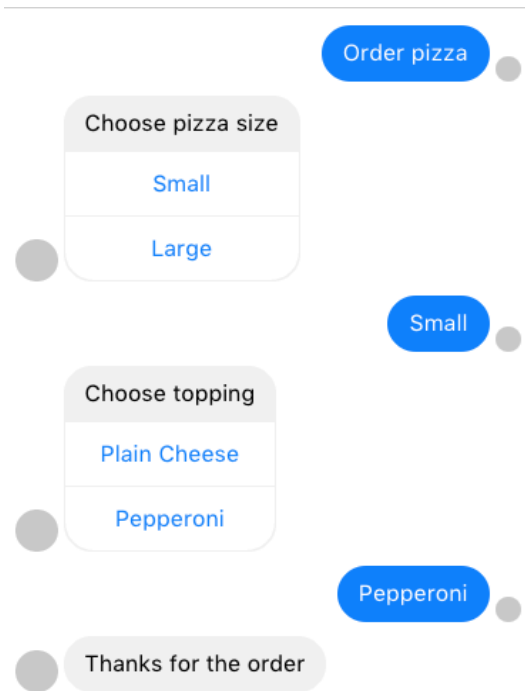 Order pizza
Choose pizza size
Small
Large
Small
Choose topping
Plain Cheese
Pepperoni
Pepperoni
Thanks for the order